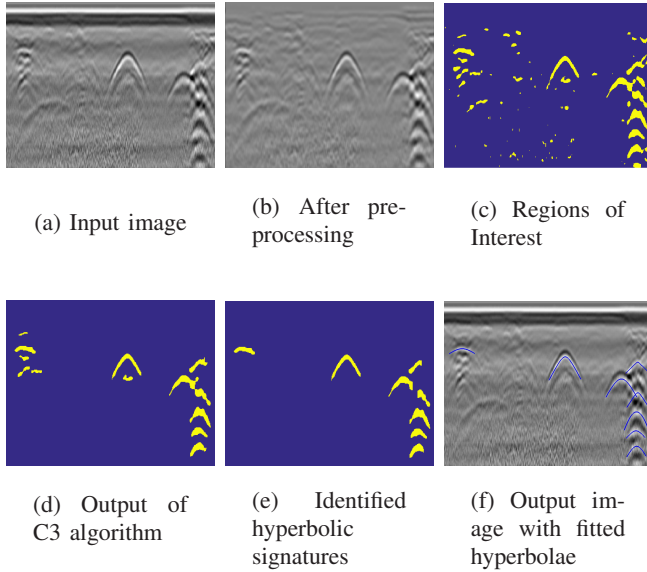 (a) Input image
(b) After pre-
processing
(c) Regions of
Interest
(d) Output of
C3 algorithm
(e) Identified
hyperbolic
signatures
(f) Output im-
age with fitted
hyperbolae